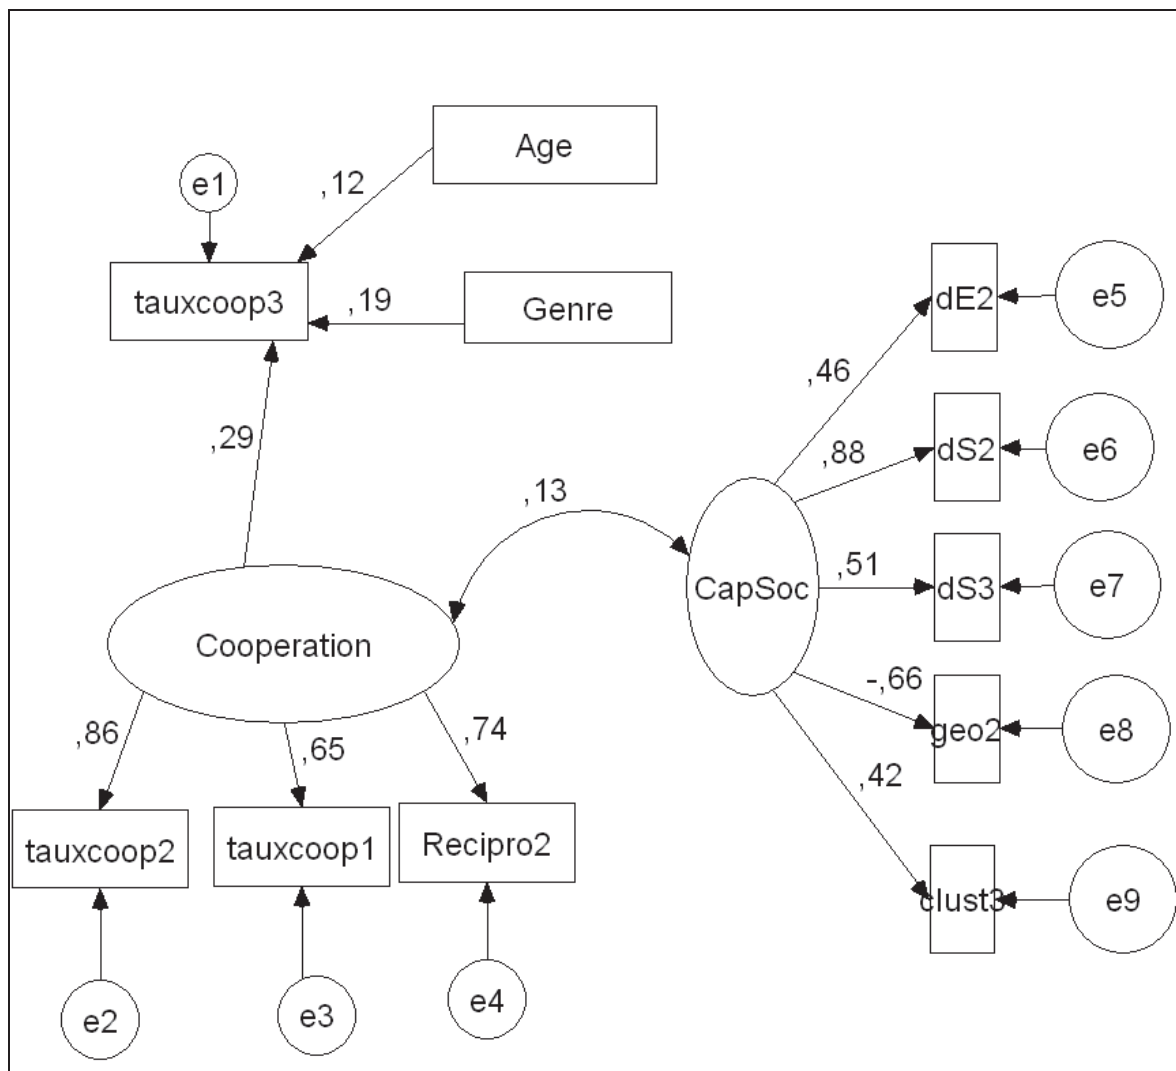 Age
e1
,12
tauxcoop3
,19
Genre
dE2
e5
,46
,29
,88
dS2
e6
,13
CapSoc
,51
dS3
e7
Cooperation
-,66
geo2
e8
,86
,65
,74
,42
tauxcoop2
tauxcoop1
Recipro2
clust3
e9
e2
e3
e4